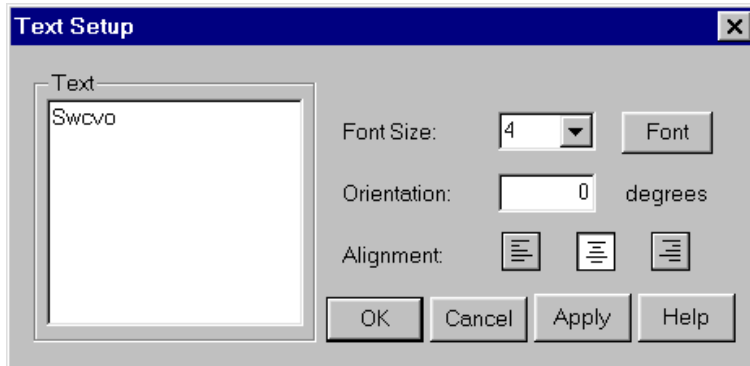 Text Setup
Text
Swcvo
Font Size: 4 Font
Orientation: 0 degrees
Alignment:
OK Cancel Apply Help